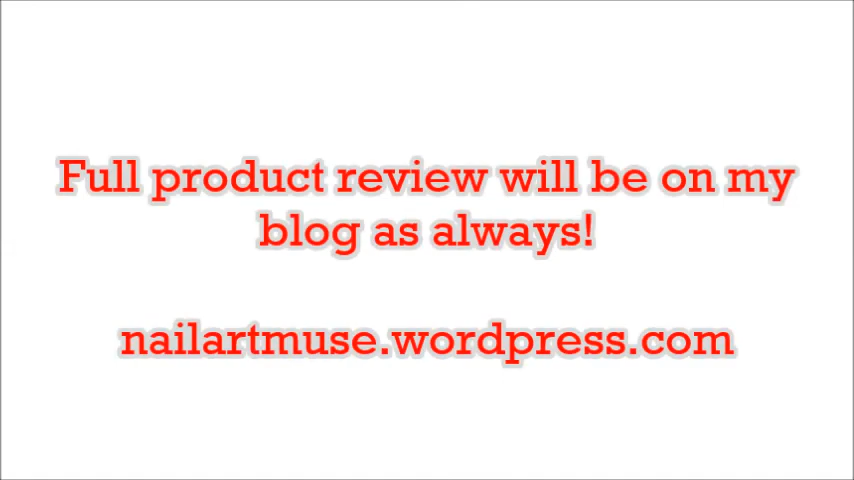 Full product review will be on my
blog as always!
nailartmuse.wordpress.com